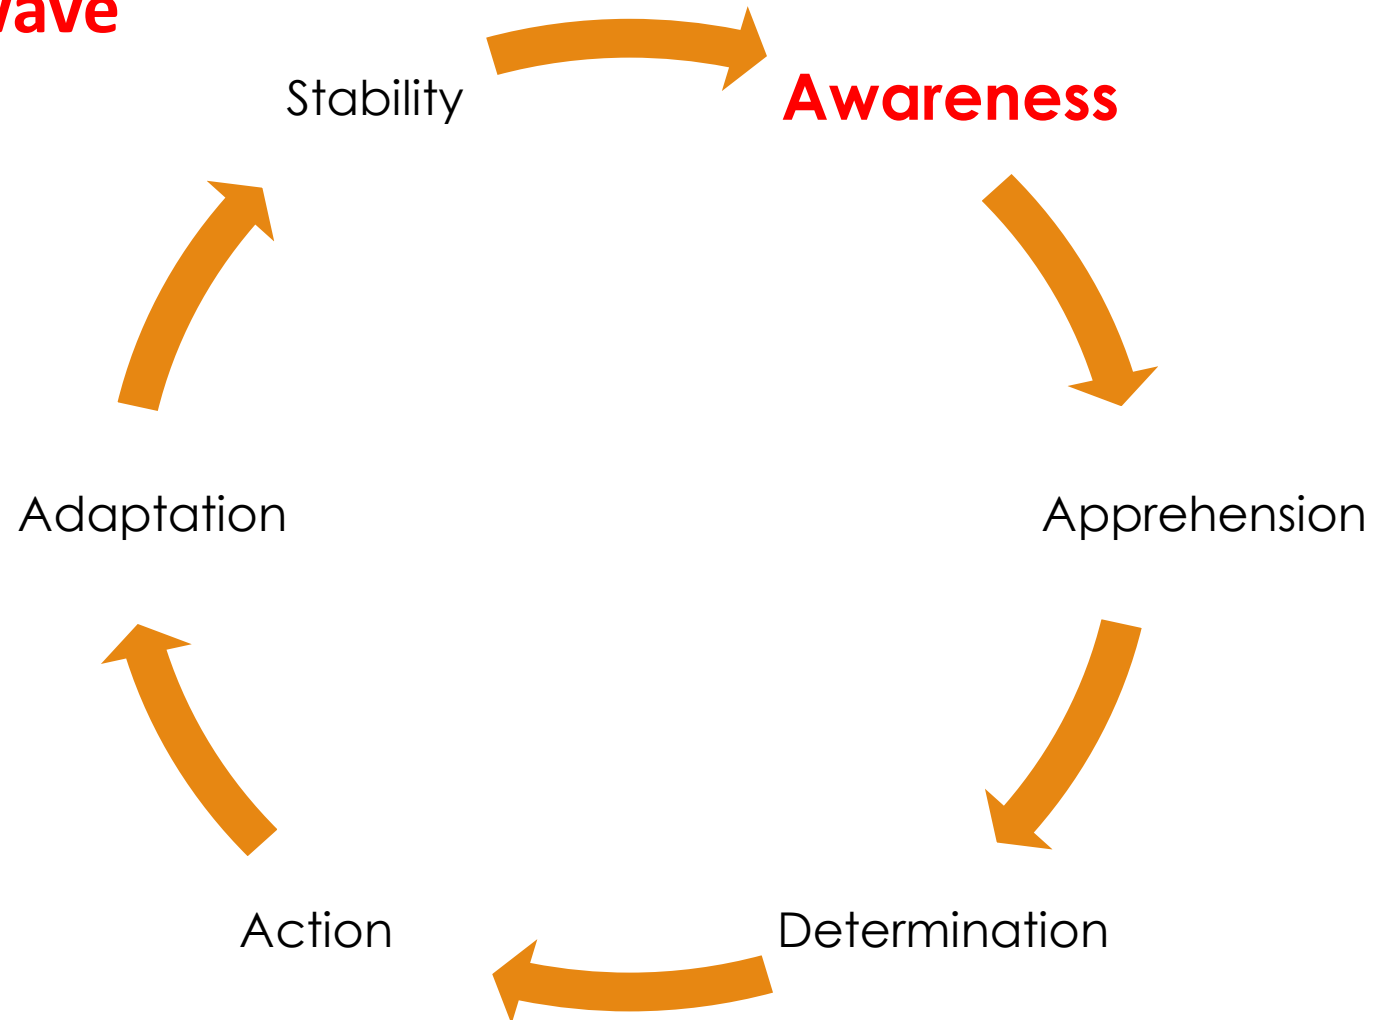 Stability
Awareness
Apprehension
Determination
Action
Adaptation